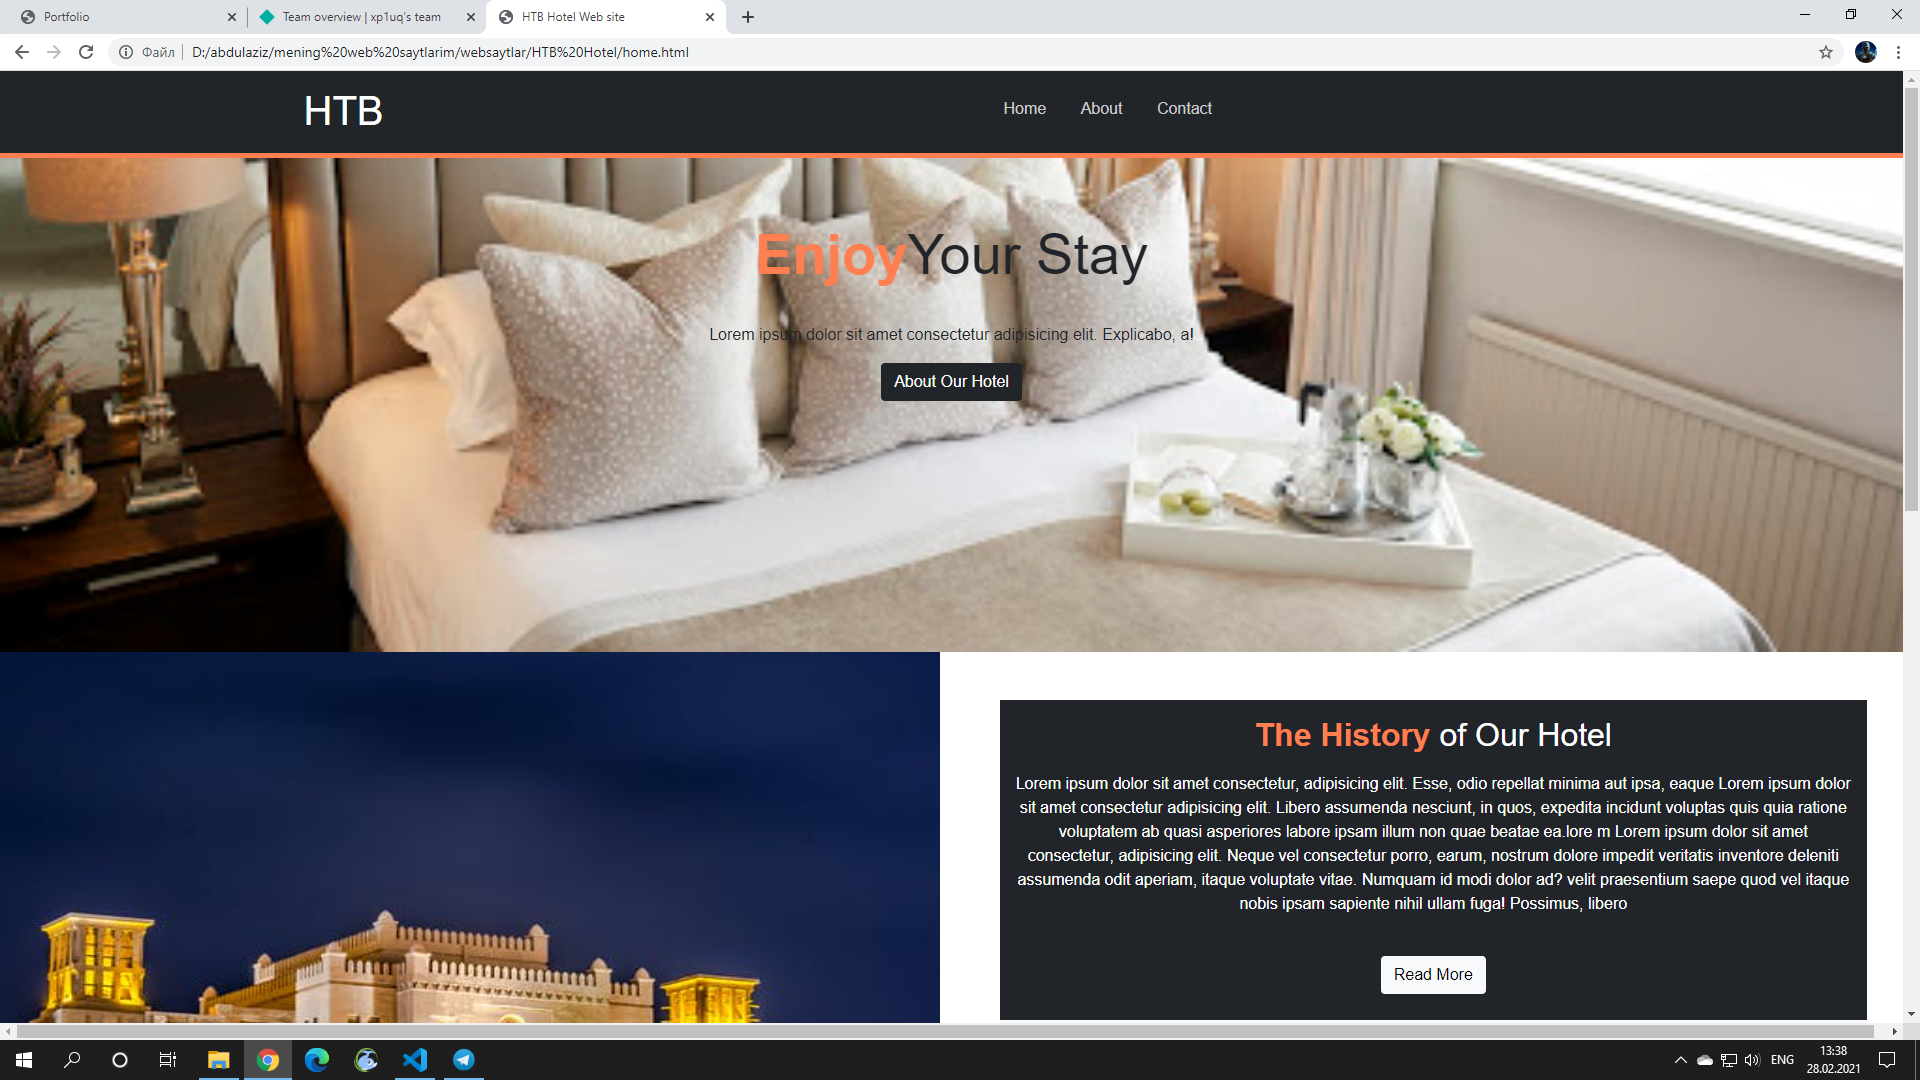 Portfolio
Team overview | xp1uq's team
HTB Hotel Web site
Файл
D:/abdulaziz/mening%20web%20saytlarim/websaytlar/HTB%20Hotel/home.html
HTB
Home
About
Contact
EnjoyYour Stay
Lorem ipsum dolor sit amet consectetur adipisicing elit. Explicabo, a!
About Our Hotel
The History of Our Hotel
Lorem ipsum dolor sit amet consectetur, adipisicing elit. Esse, odio repellat minima aut ipsa, eaque Lorem ipsum dolor
sit amet consectetur adipisicing elit. Libero assumenda nesciunt, in quos, expedita incidunt voluptas quis quia ratione
voluptatem ab quasi asperiores labore ipsam illum non quae beatae ea.lore m Lorem ipsum dolor sit amet
consectetur, adipisicing elit. Neque vel consectetur porro, earum, nostrum dolore impedit veritatis inventore deleniti
assumenda odit aperiam, itaque voluptate vitae. Numquam id modi dolor ad? velit praesentium saepe quod vel itaque
nobis ipsam sapiente nihil ullam fuga! Possimus, libero
Read More
ENG
13:38
28.02.2021